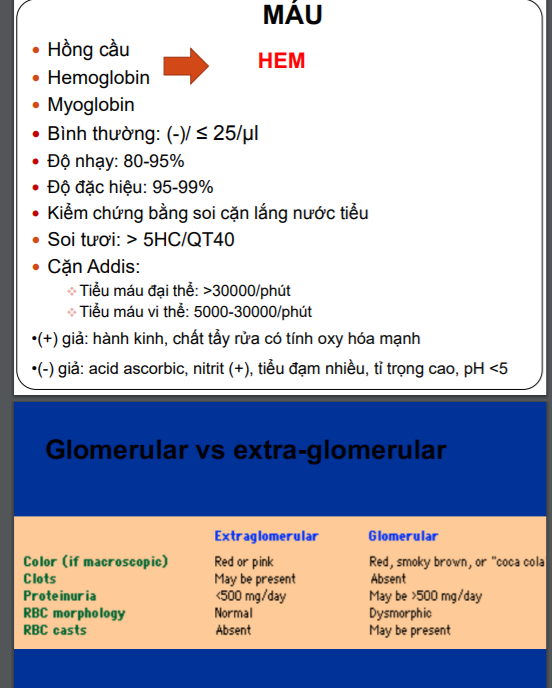 MÁU
Hồng cầu
Hemoglobin
Myoglobin
HEM
Bình thường: (-)/ ≤ 25/μl
Độ nhạy: 80-95%
Độ đặc hiệu: 95-99%
Kiểm chứng bằng soi cặn lắng nước tiểu
Soi tươi: > 5HC/QT40
Cặn Addis:
Tiểu máu đại thể: >30000/phút
Tiểu máu vi thể: 5000-30000/phút
•(+) giả: hành kinh, chất tẩy rửa có tính oxy hóa mạnh
•(-) giả: acid ascorbic, nitrit (+), tiểu đạm nhiều, tỉ trọng cao, pH <5
Glomerular vs extra-glomerular
Extraglomerular Glomerular
Color (if macroscopic) Red or pink Red, smoky brown, or "coca cola
Clots May be present Absent
Proteinuria <500 mg/day May be >500 mg/day
RBC morphology Normal Dysmorphic
RBC casts Absent May be present